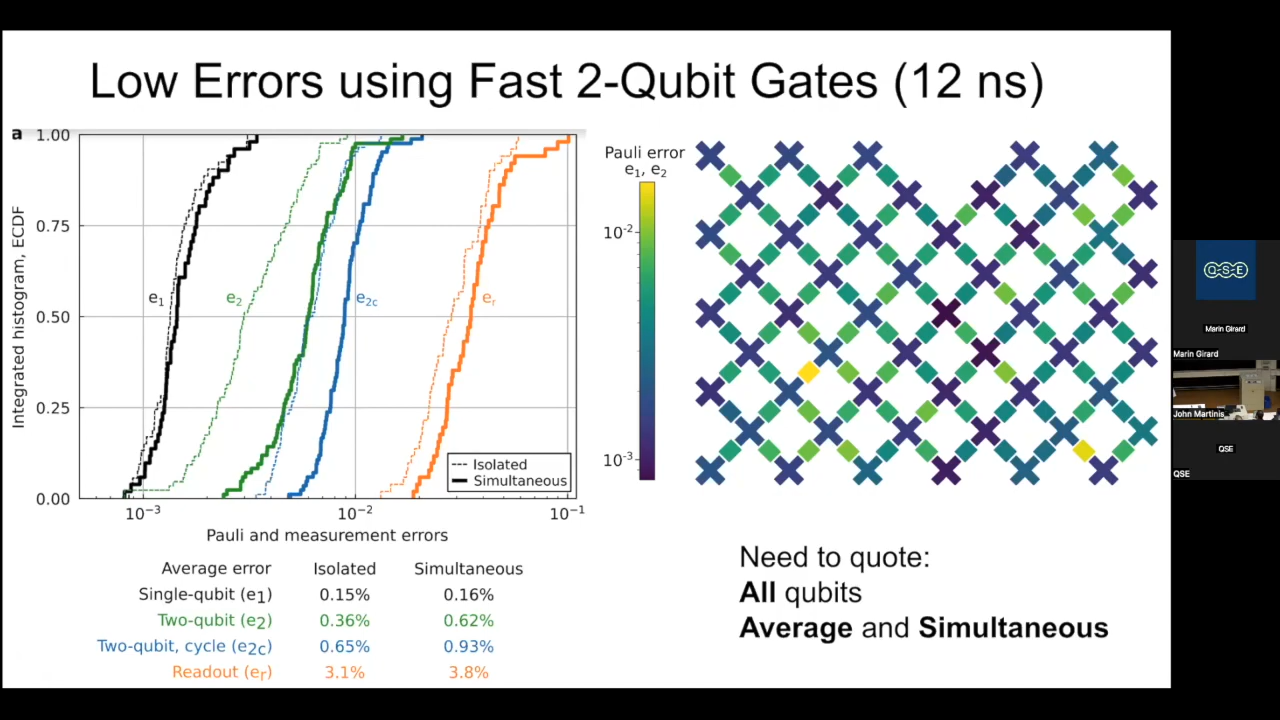 Low Errors using Fast 2-Qubit Gates (12 ns)
a
1.00
0.75
0.50
0.25
0.00
Integrated histogram, ECDF
e1
e2
e2c
er
Isolated
Simultaneous
10-3
10-2
10-1
Pauli and measurement errors
Average error Isolated Simultaneous
Single-qubit (e1) 0.15% 0.16%
Two-qubit (e2) 0.36% 0.62%
Two-qubit, cycle (e2c) 0.65% 0.93%
Readout (er) 3.1% 3.8%
Pauli error
e1, e2
10-2
10-3
Need to quote:
All qubits
Average and Simultaneous
QSE
Marin Girard
Marin Girard
John Martinis
QSE
QSE